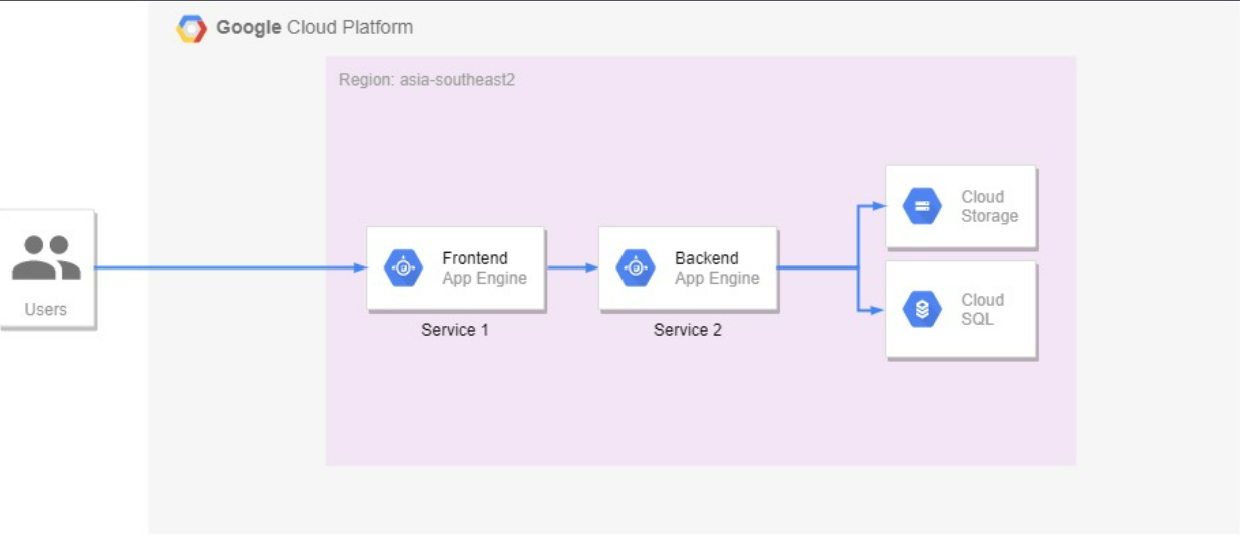 Google Cloud Platform
Region: asia-southeast2
Users
Frontend
App Engine
Service 1
Backend
App Engine
Service 2
Cloud
Storage
Cloud
SQL